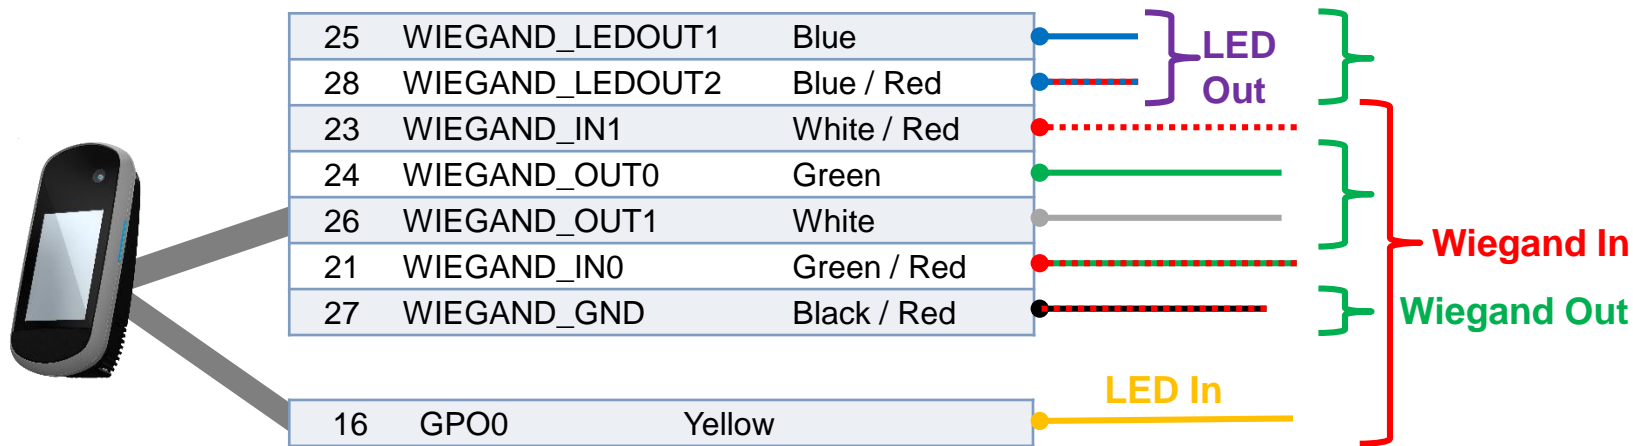 25 WIEGAND_LEDOUT1 Blue
28 WIEGAND_LEDOUT2 Blue / Red
23 WIEGAND_IN1 White / Red
24 WIEGAND_OUT0 Green
26 WIEGAND_OUT1 White
21 WIEGAND_IN0 Green / Red
27 WIEGAND_GND Black / Red
16 GPO0 Yellow
LED
Out
Wiegand In
Wiegand Out
LED In